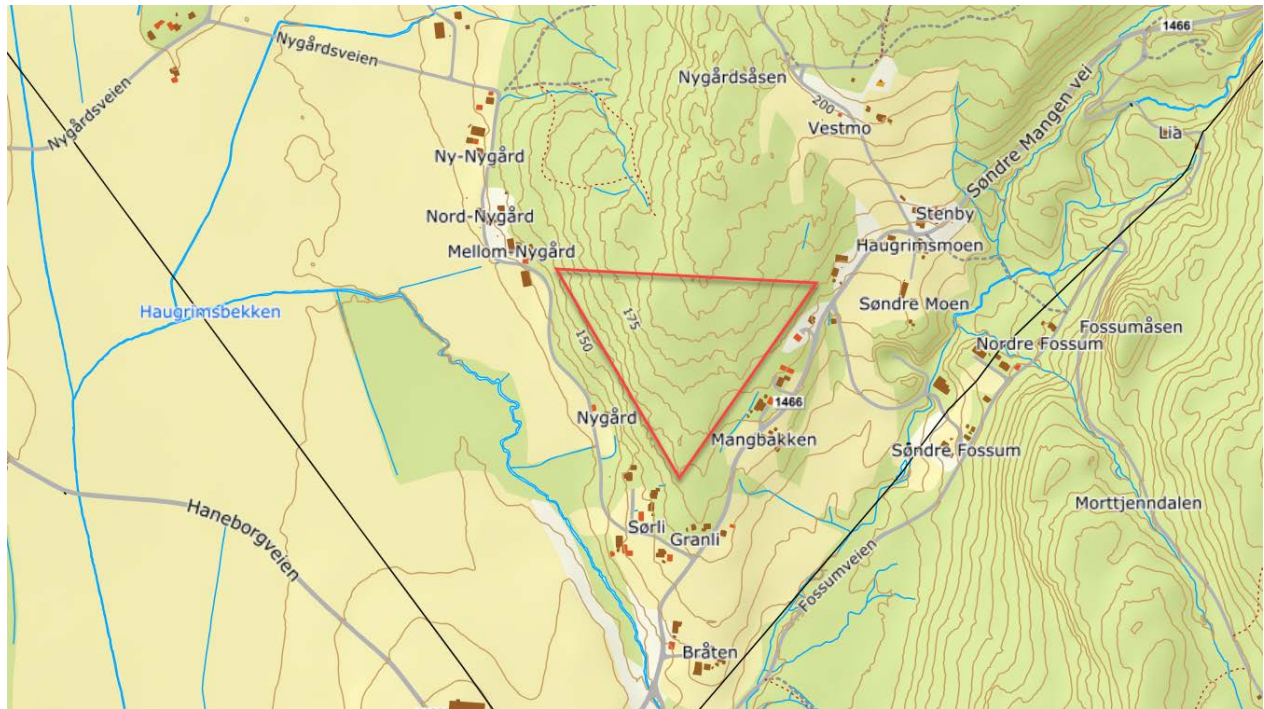 1466
Nygårdsveien
Nygårdsåsen
Nygårdsveien
200
Vestmo
Søndre Mangen vei
Lia
Ny-Nygård
Nord-Nygård
Stenby
Mellom-Nygård
Haugrimsmoen
Søndre Moen
Haugrimsbekken
175
150
Fossumåsen
Nordre Fossum
1466
Nygård
Mangbakken
Søndre Fossum
Haneborgveien
Morttjenndalen
Sørli
Granli
Fossumveien
Bråten